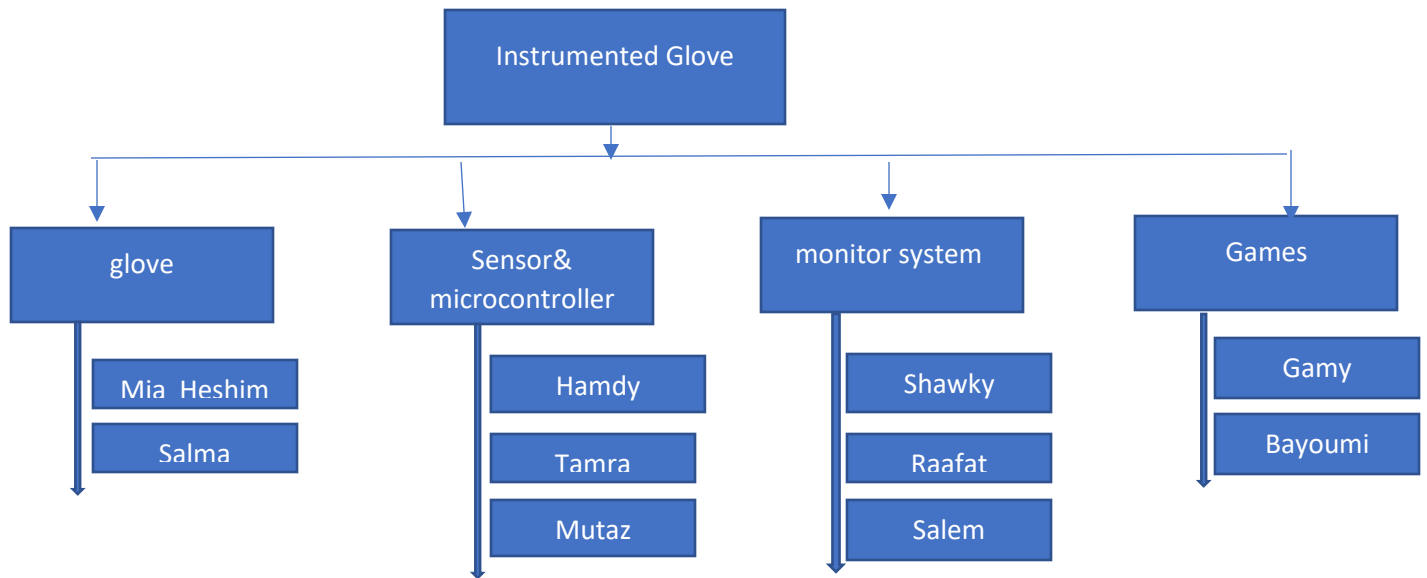 Instrumented Glove
glove
Sensor&
microcontroller
monitor system
Games
Mia Heshim
Salma
Hamdy
Tamra
Mutaz
Shawky
Raafat
Salem
Gamy
Bayoumi